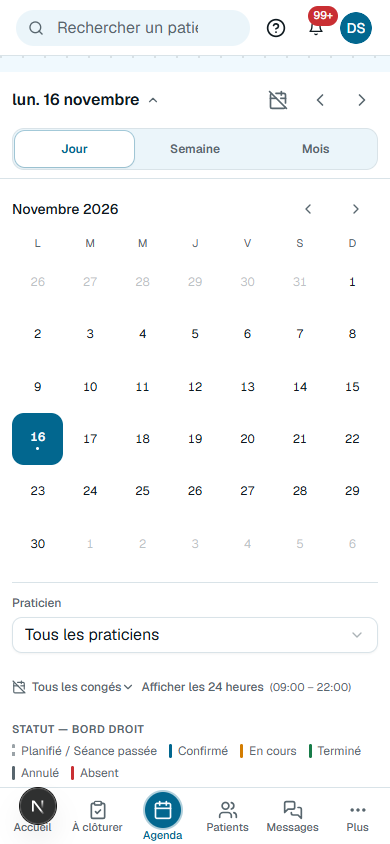 Rechercher un patie
99+
DS
lun. 16 novembre
Jour Semaine Mois
Novembre 2026
L M M J V S D
26 27 28 29 30 31 1
2 3 4 5 6 7 8
9 10 11 12 13 14 15
16 17 18 19 20 21 22
23 24 25 26 27 28 29
30 1 2 3 4 5 6
Praticien
Tous les praticiens
Tous les congés Afficher les 24 heures (09:00 – 22:00)
STATUT — BORD DROIT
Planifié / Séance passée Confirmé En cours Terminé
Annulé Absent
N
Accueil À clôturer Agenda Patients Messages Plus